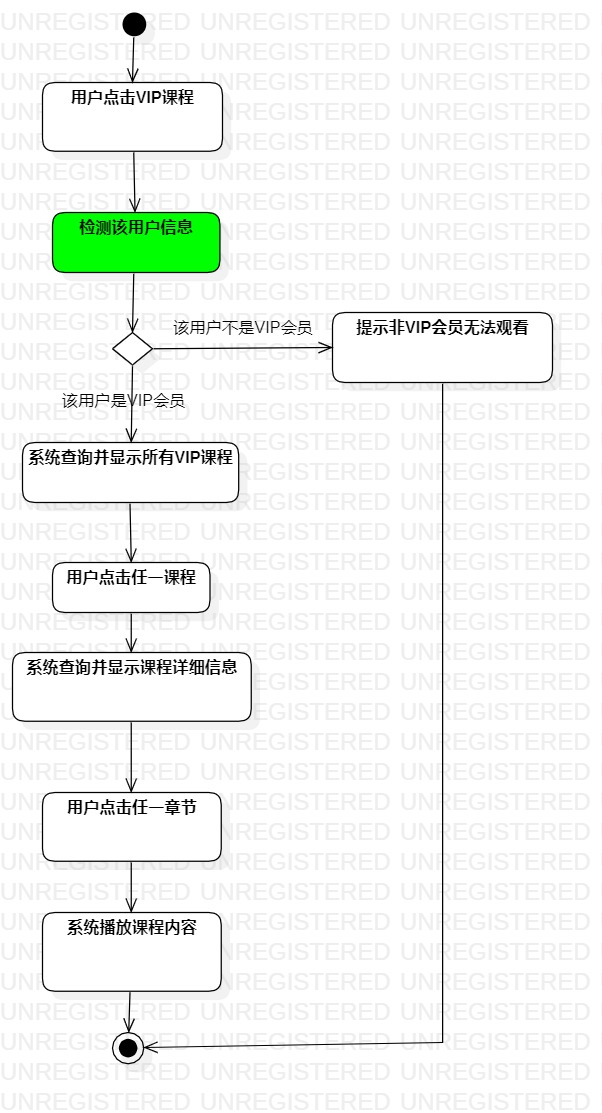 用户点击VIP课程
检测该用户信息
该用户不是VIP会员
提示非VIP会员无法观看
该用户是VIP会员
系统查询并显示所有VIP课程
用户点击任一课程
系统查询并显示课程详细信息
用户点击任一章节
系统播放课程内容
UNREGISTERED